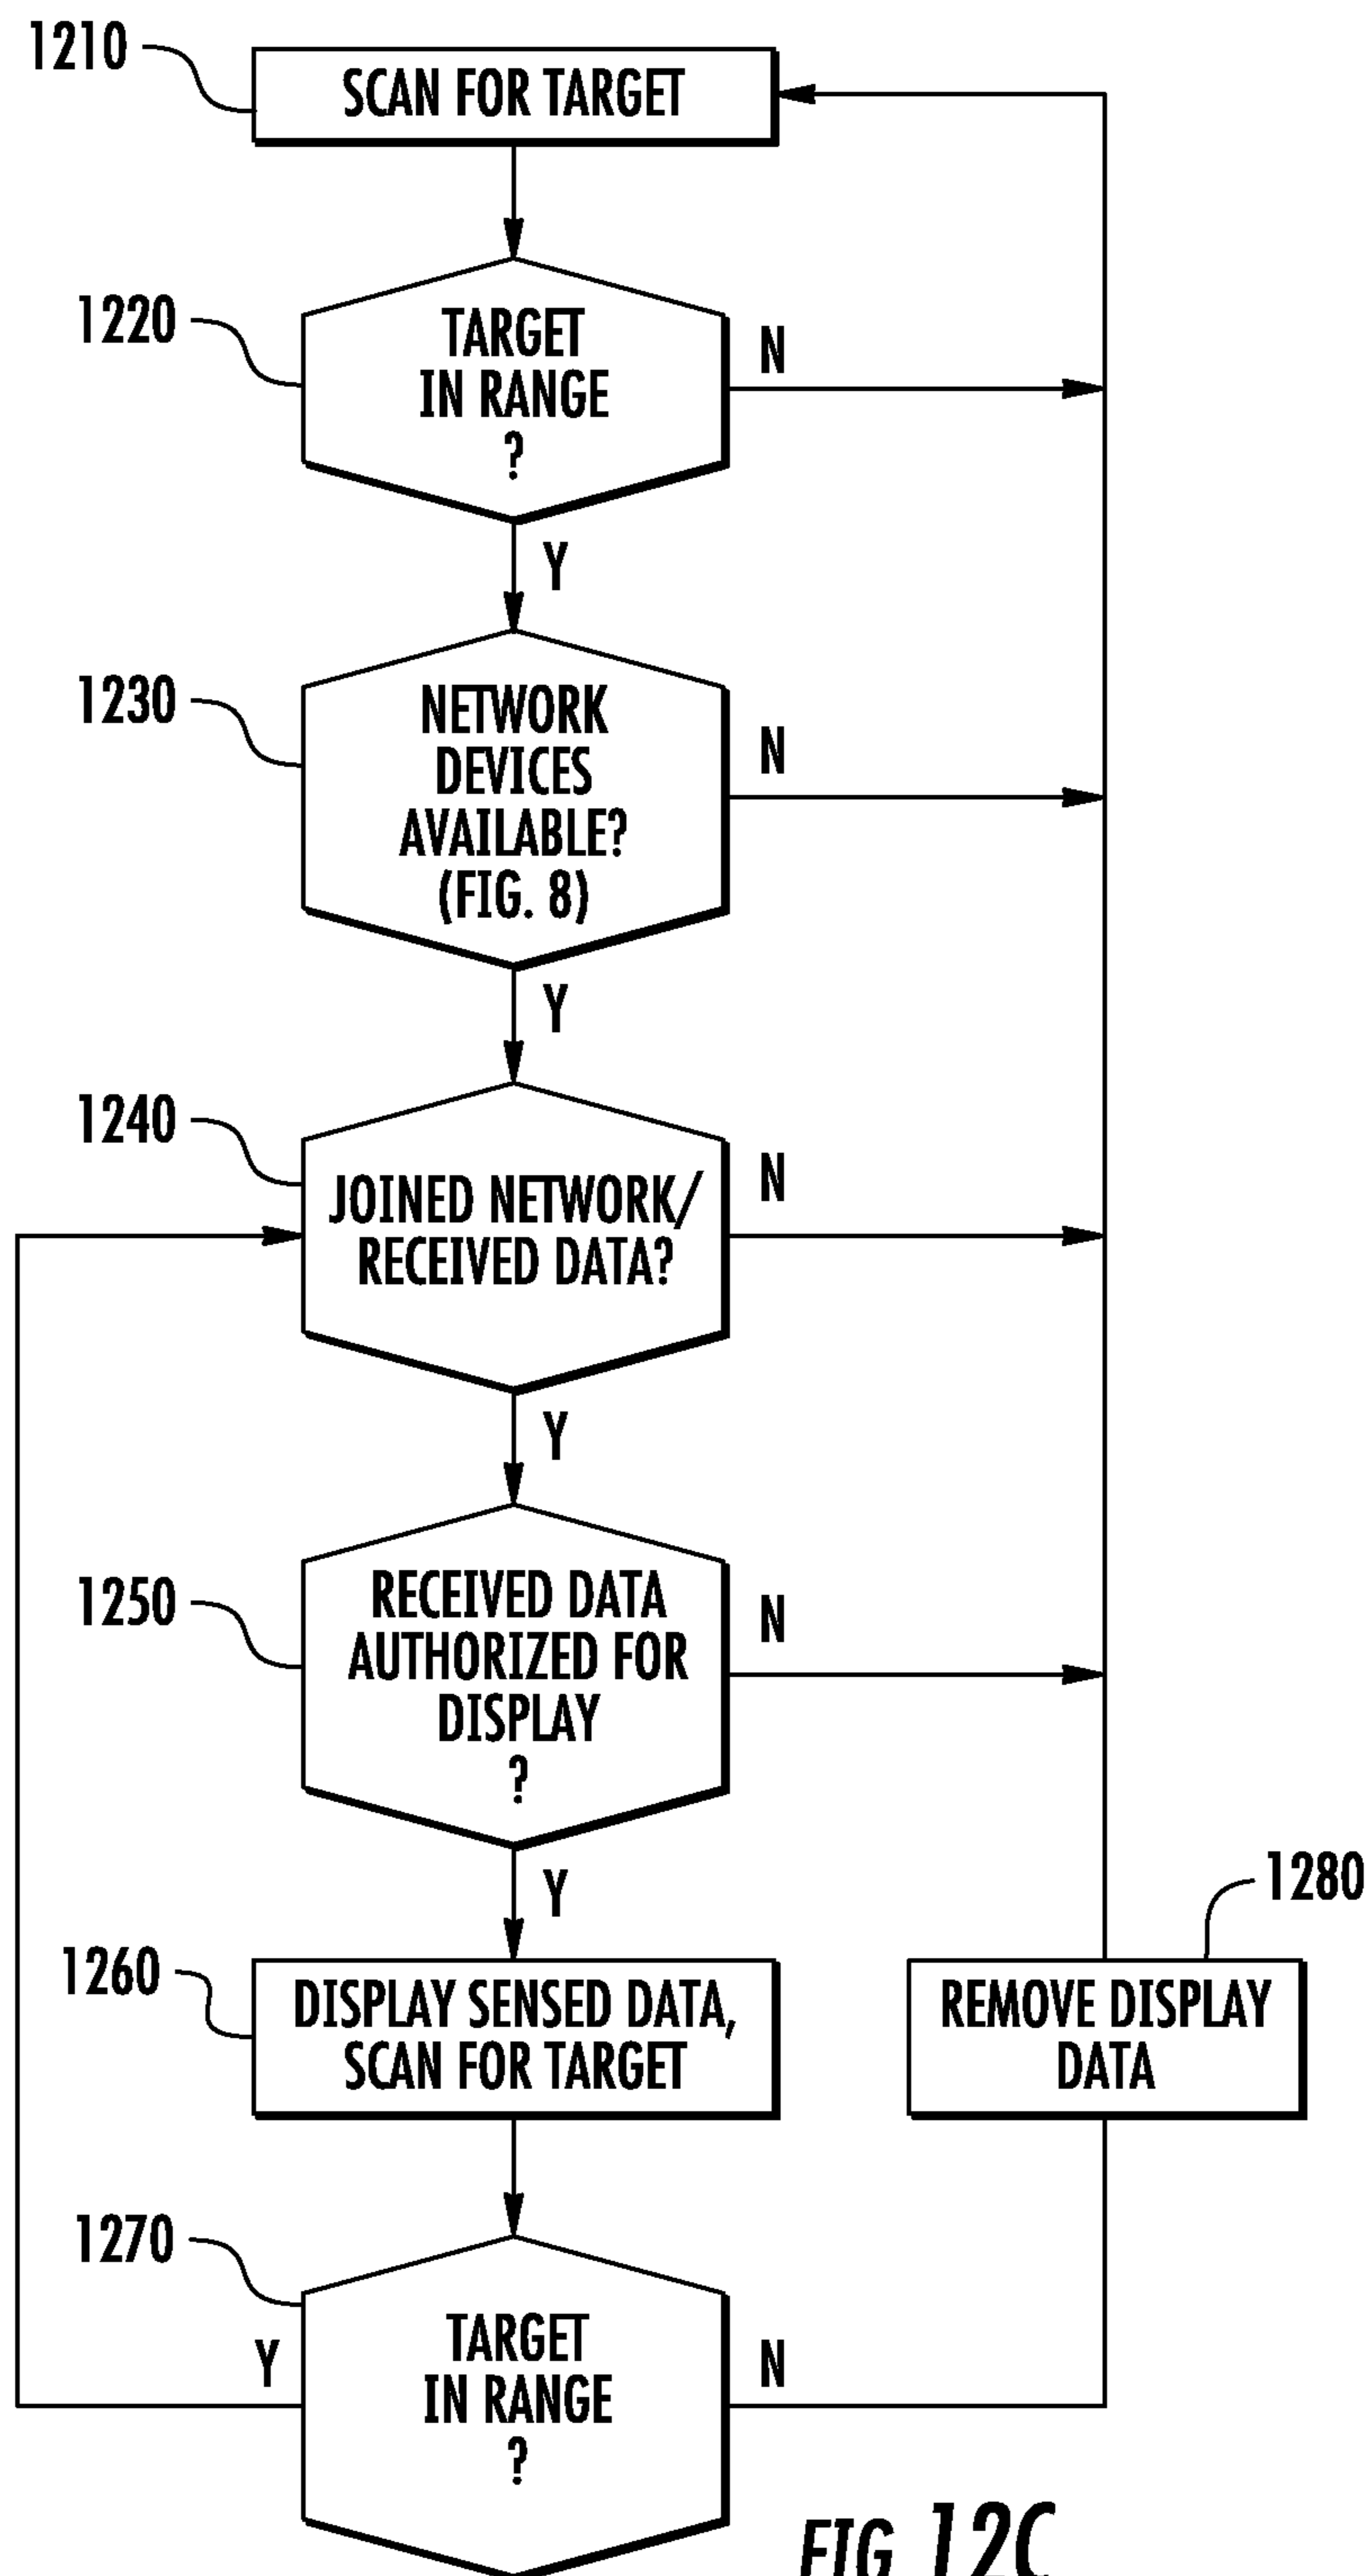 1210
SCAN FOR TARGET
1220
TARGET
IN RANGE
?
N
Y
1230
NETWORK
DEVICES
AVAILABLE?
(FIG. 8)
N
Y
1240
JOINED NETWORK/
RECEIVED DATA?
N
Y
1250
RECEIVED DATA
AUTHORIZED FOR
DISPLAY
?
N
Y
1260
DISPLAY SENSED DATA,
SCAN FOR TARGET
1280
REMOVE DISPLAY
DATA
1270
TARGET
IN RANGE
?
Y
N
FIG. 12C